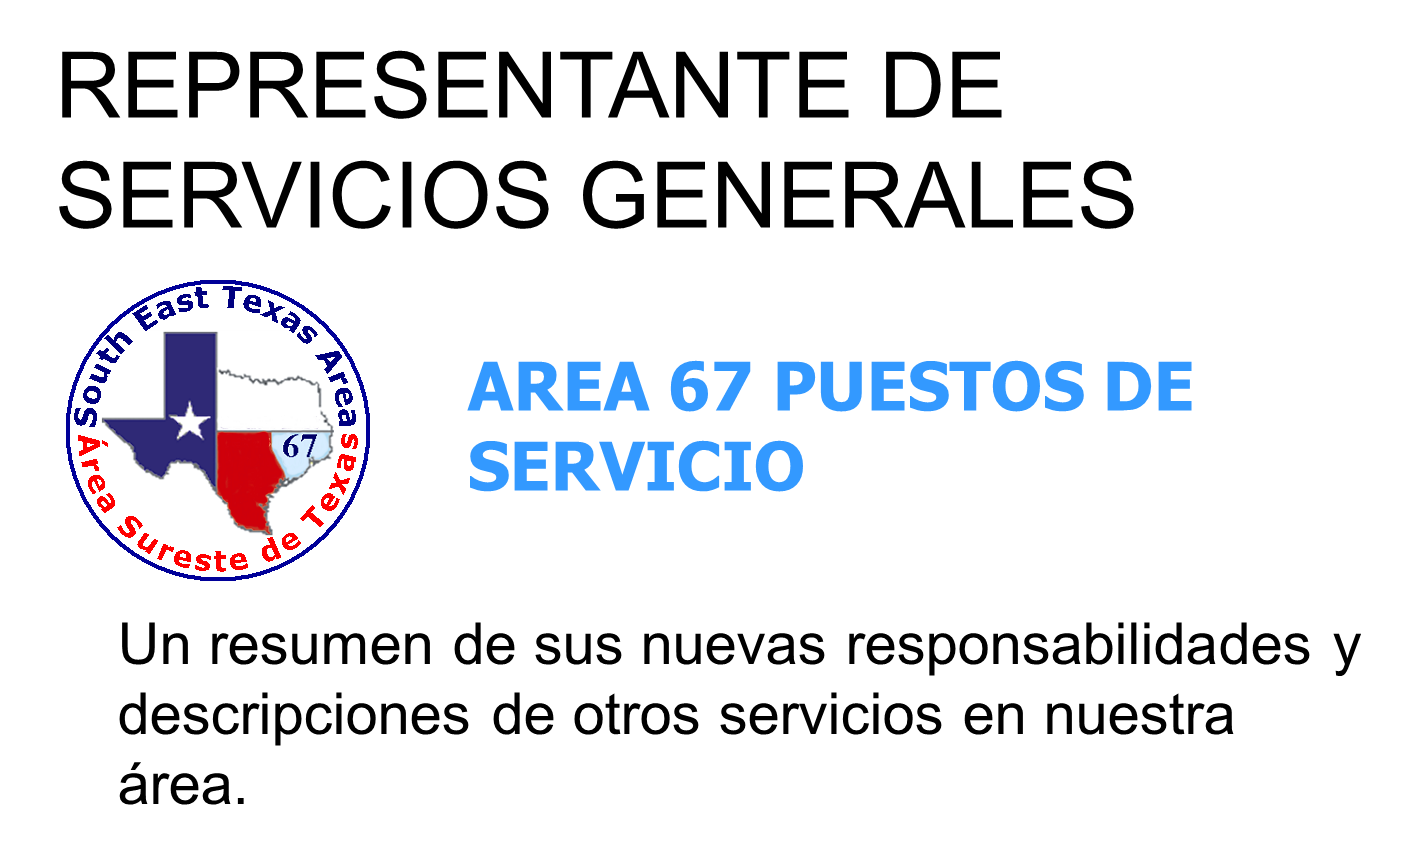 REPRESENTANTE DE
SERVICIOS GENERALES
South East Texas Area
67
Área Sureste de Texas
AREA 67 PUESTOS DE
SERVICIO
Un resumen de sus nuevas responsabilidades y
descripciones de otros servicios en nuestra
área.